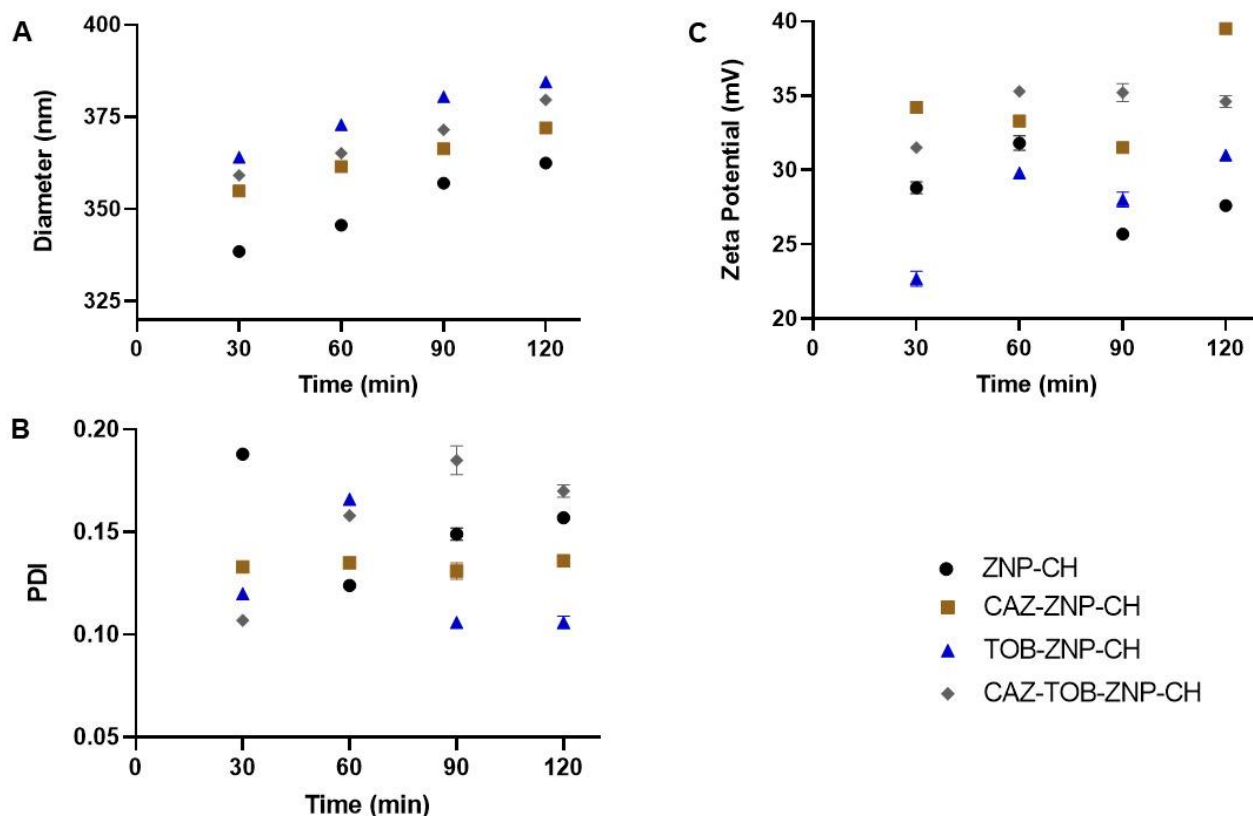 A
Diameter (nm)
400
375
350
325
0 30 60 90 120
Time (min)
C
Zeta Potential (mV)
40
35
30
25
20
0 30 60 90 120
Time (min)
B
PDI
0.20
0.15
0.10
0.05
0 30 60 90 120
Time (min)
ZNP-CH
CAZ-ZNP-CH
TOB-ZNP-CH
CAZ-TOB-ZNP-CH